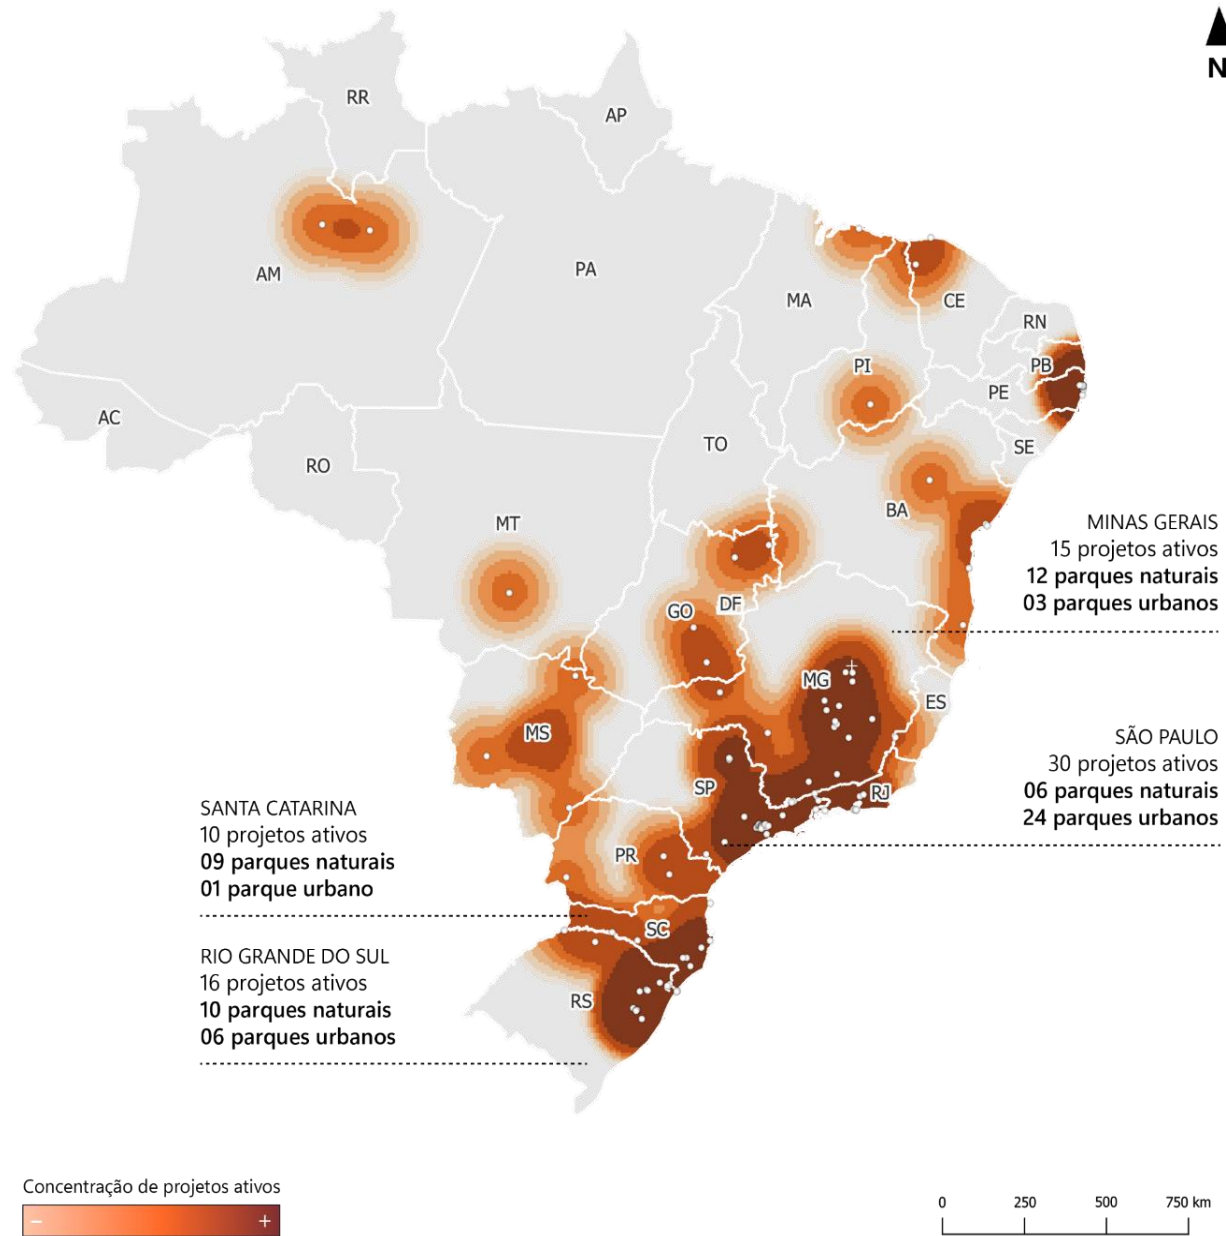 N
RR
AP
AM
PA
MA
CE
RN
PB
PI
PE
AC
TO
SE
RO
BA
MT
MINAS GERAIS
15 projetos ativos
12 parques naturais
03 parques urbanos
GO
DF
MG
ES
MS
SÃO PAULO
30 projetos ativos
06 parques naturais
24 parques urbanos
SP
RJ
SANTA CATARINA
10 projetos ativos
09 parques naturais
01 parque urbano
PR
SC
RIO GRANDE DO SUL
16 projetos ativos
10 parques naturais
06 parques urbanos
RS
Concentração de projetos ativos
– +
0 250 500 750 km